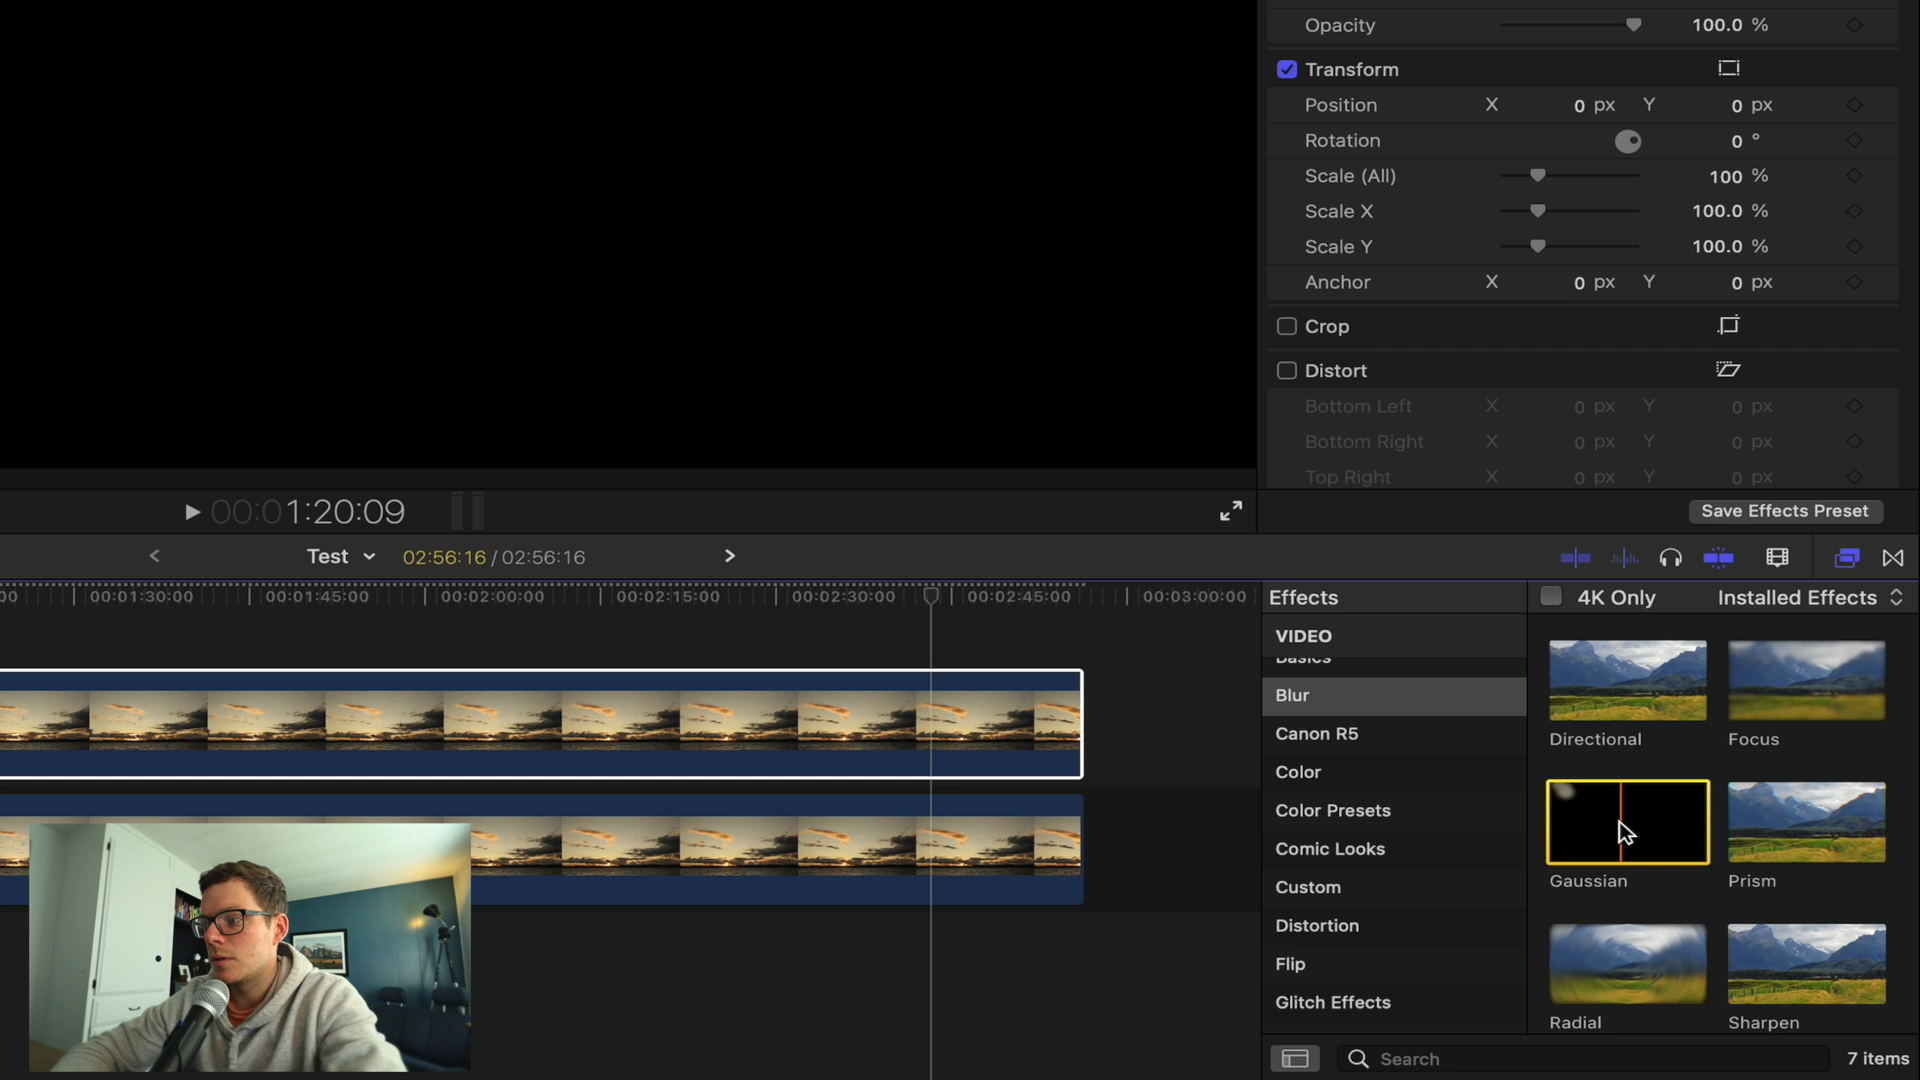 Opacity 100.0 %
Transform
Position X 0 px Y 0 px
Rotation 0 °
Scale (All) 100 %
Scale X 100.0 %
Scale Y 100.0 %
Anchor X 0 px Y 0 px
Crop
Distort
Bottom Left X 0 px Y 0 px
Bottom Right X 0 px Y 0 px
Top Right X 0 px Y 0 px
00:01:20:09
Save Effects Preset
Test 02:56:16 / 02:56:16
00 00:01:30:00 00:01:45:00 00:02:00:00 00:02:15:00 00:02:30:00 00:02:45:00 00:03:00:00
Effects
4K Only Installed Effects
VIDEO
Basics
Blur
Canon R5
Color
Color Presets
Comic Looks
Custom
Distortion
Flip
Glitch Effects
Directional Focus
Gaussian Prism
Radial Sharpen
Search 7 items